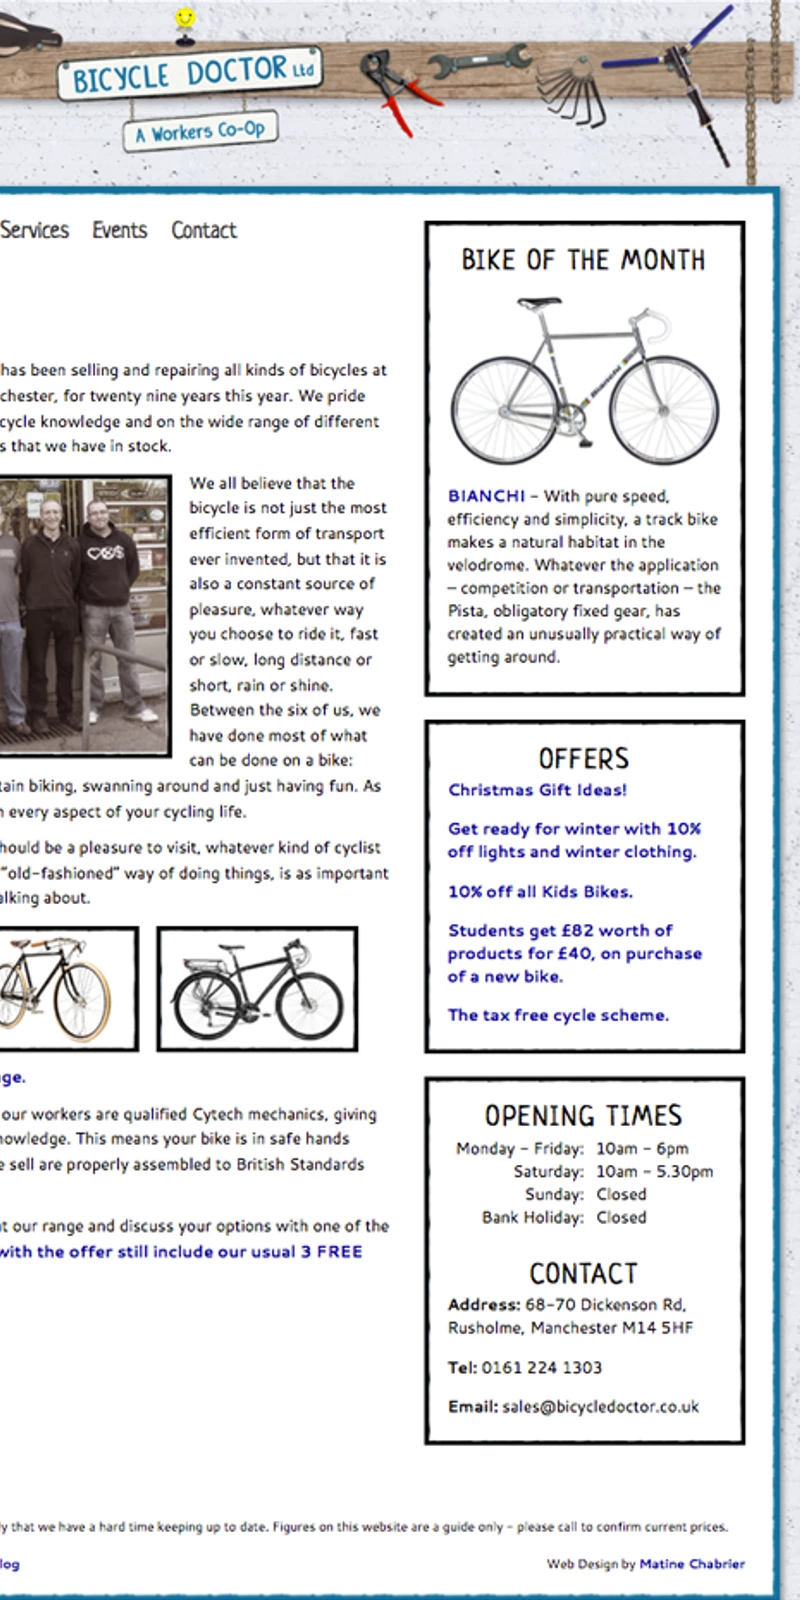 BICYCLE DOCTOR Ltd
A Workers Co-Op
Services Events Contact
has been selling and repairing all kinds of bicycles at
chester, for twenty nine years this year. We pride
cycle knowledge and on the wide range of different
s that we have in stock.
We all believe that the
bicycle is not just the most
efficient form of transport
ever invented, but that it is
also a constant source of
pleasure, whatever way
you choose to ride it, fast
or slow, long distance or
short, rain or shine.
Between the six of us, we
have done most of what
can be done on a bike:
tain biking, swanning around and just having fun. As
n every aspect of your cycling life.
hould be a pleasure to visit, whatever kind of cyclist
"old-fashioned" way of doing things, is as important
alking about.
ge.
our workers are qualified Cytech mechanics, giving
nowledge. This means your bike is in safe hands
e sell are properly assembled to British Standards
at our range and discuss your options with one of the
with the offer still include our usual 3 FREE
BIKE OF THE MONTH
BIANCHI – With pure speed,
efficiency and simplicity, a track bike
makes a natural habitat in the
velodrome. Whatever the application
– competition or transportation – the
Pista, obligatory fixed gear, has
created an unusually practical way of
getting around.
OFFERS
Christmas Gift Ideas!
Get ready for winter with 10%
off lights and winter clothing.
10% off all Kids Bikes.
Students get £82 worth of
products for £40, on purchase
of a new bike.
The tax free cycle scheme.
OPENING TIMES
Monday – Friday: 10am – 6pm
Saturday: 10am – 5.30pm
Sunday: Closed
Bank Holiday: Closed
CONTACT
Address: 68-70 Dickenson Rd,
Rusholme, Manchester M14 5HF
Tel: 0161 224 1303
Email: sales@bicycledoctor.co.uk
ly that we have a hard time keeping up to date. Figures on this website are a guide only – please call to confirm current prices.
log
Web Design by Matine Chabrier